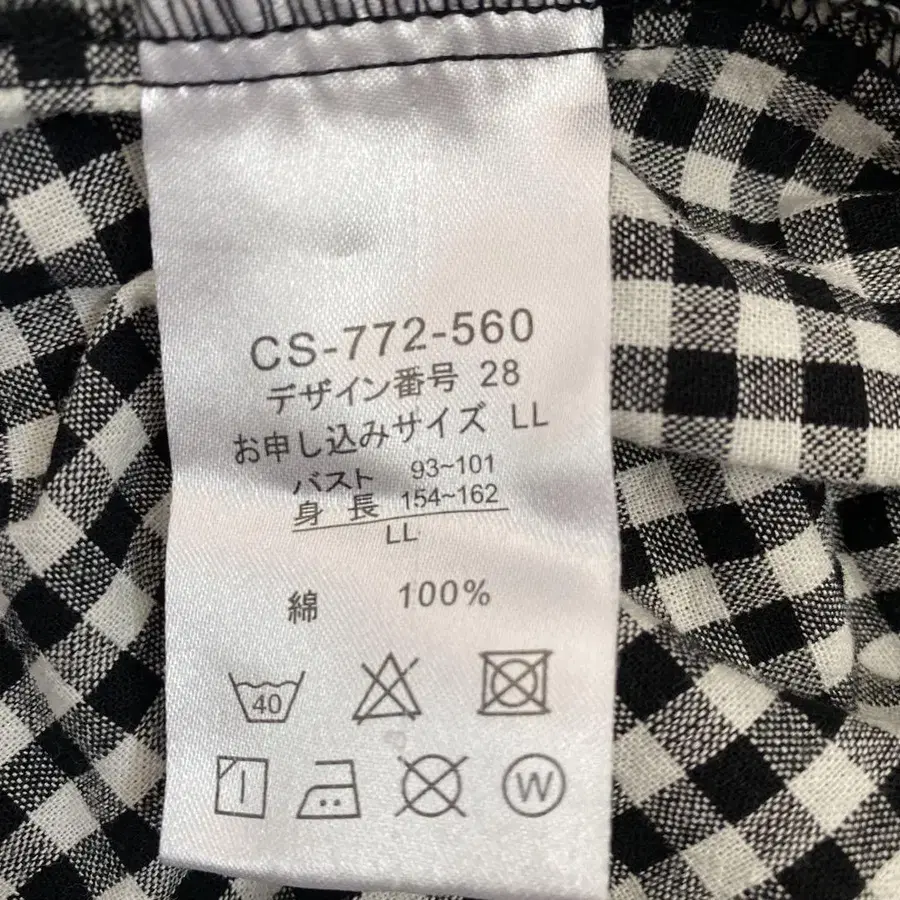 CS-772-560
デザイン番号 28
お申し込みサイズ LL
バスト 93~101
身長 154~162
LL
綿 100%
40
W